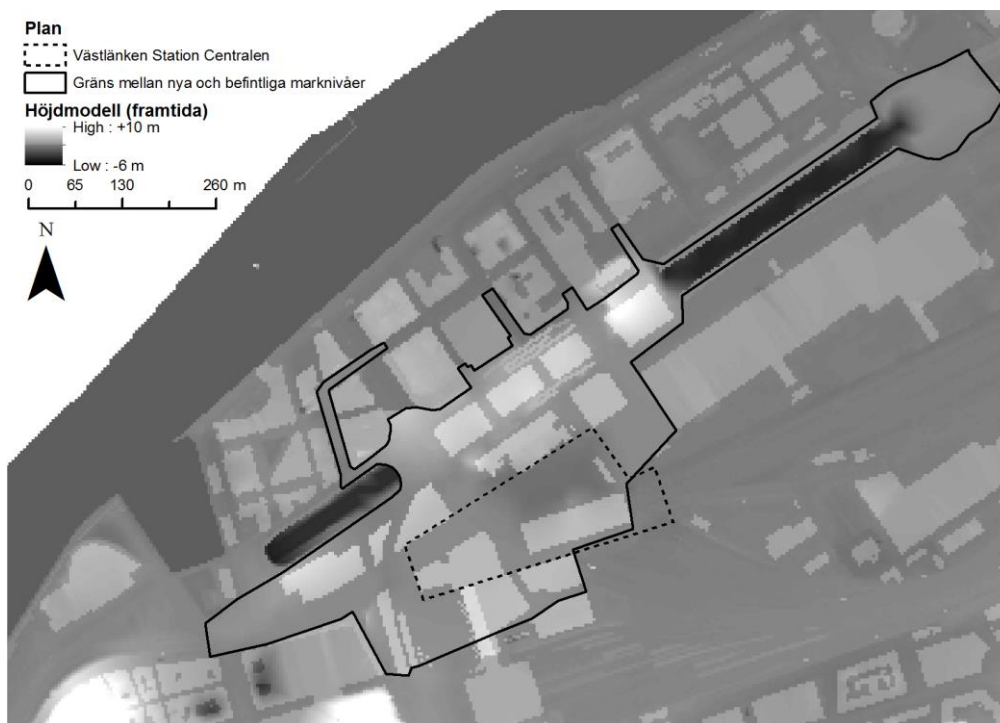 Plan
Västlänken Station Centralen
Gräns mellan nya och befintliga marknivåer
Höjdmodell (framtida)
High : +10 m
Low : -6 m
0 65 130 260 m
N